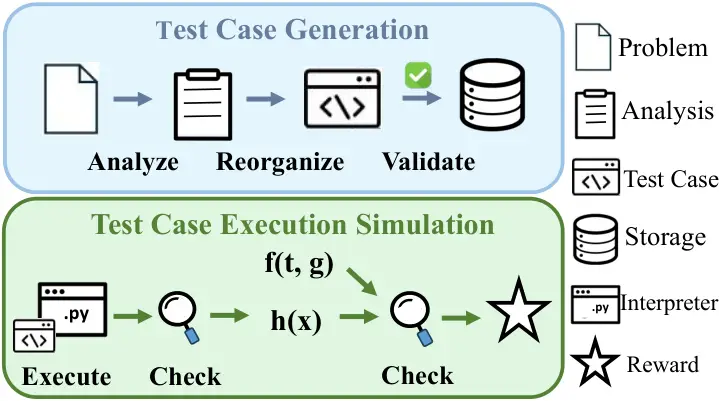 Test Case Generation
</>
Analyze Reorganize Validate
Test Case Execution Simulation
f(t, g)
.py
</>
h(x)
Execute Check Check
Problem
Analysis
</>
Test Case
Storage
.py
Interpreter
Reward